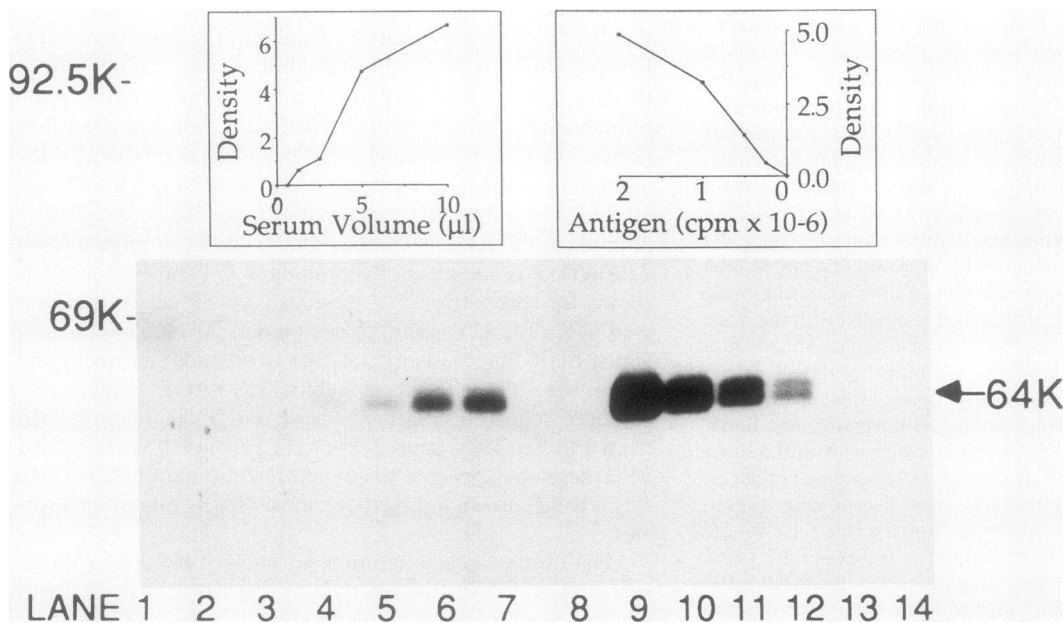 92.5K-
6
4
2
0
Density
0 5 10
Serum Volume (µl)
5.0
2.5
0.0
Density
2 1 0
Antigen (cpm x 10-6)
69K-
64K
LANE 1 2 3 4 5 6 7 8 9 10 11 12 13 14